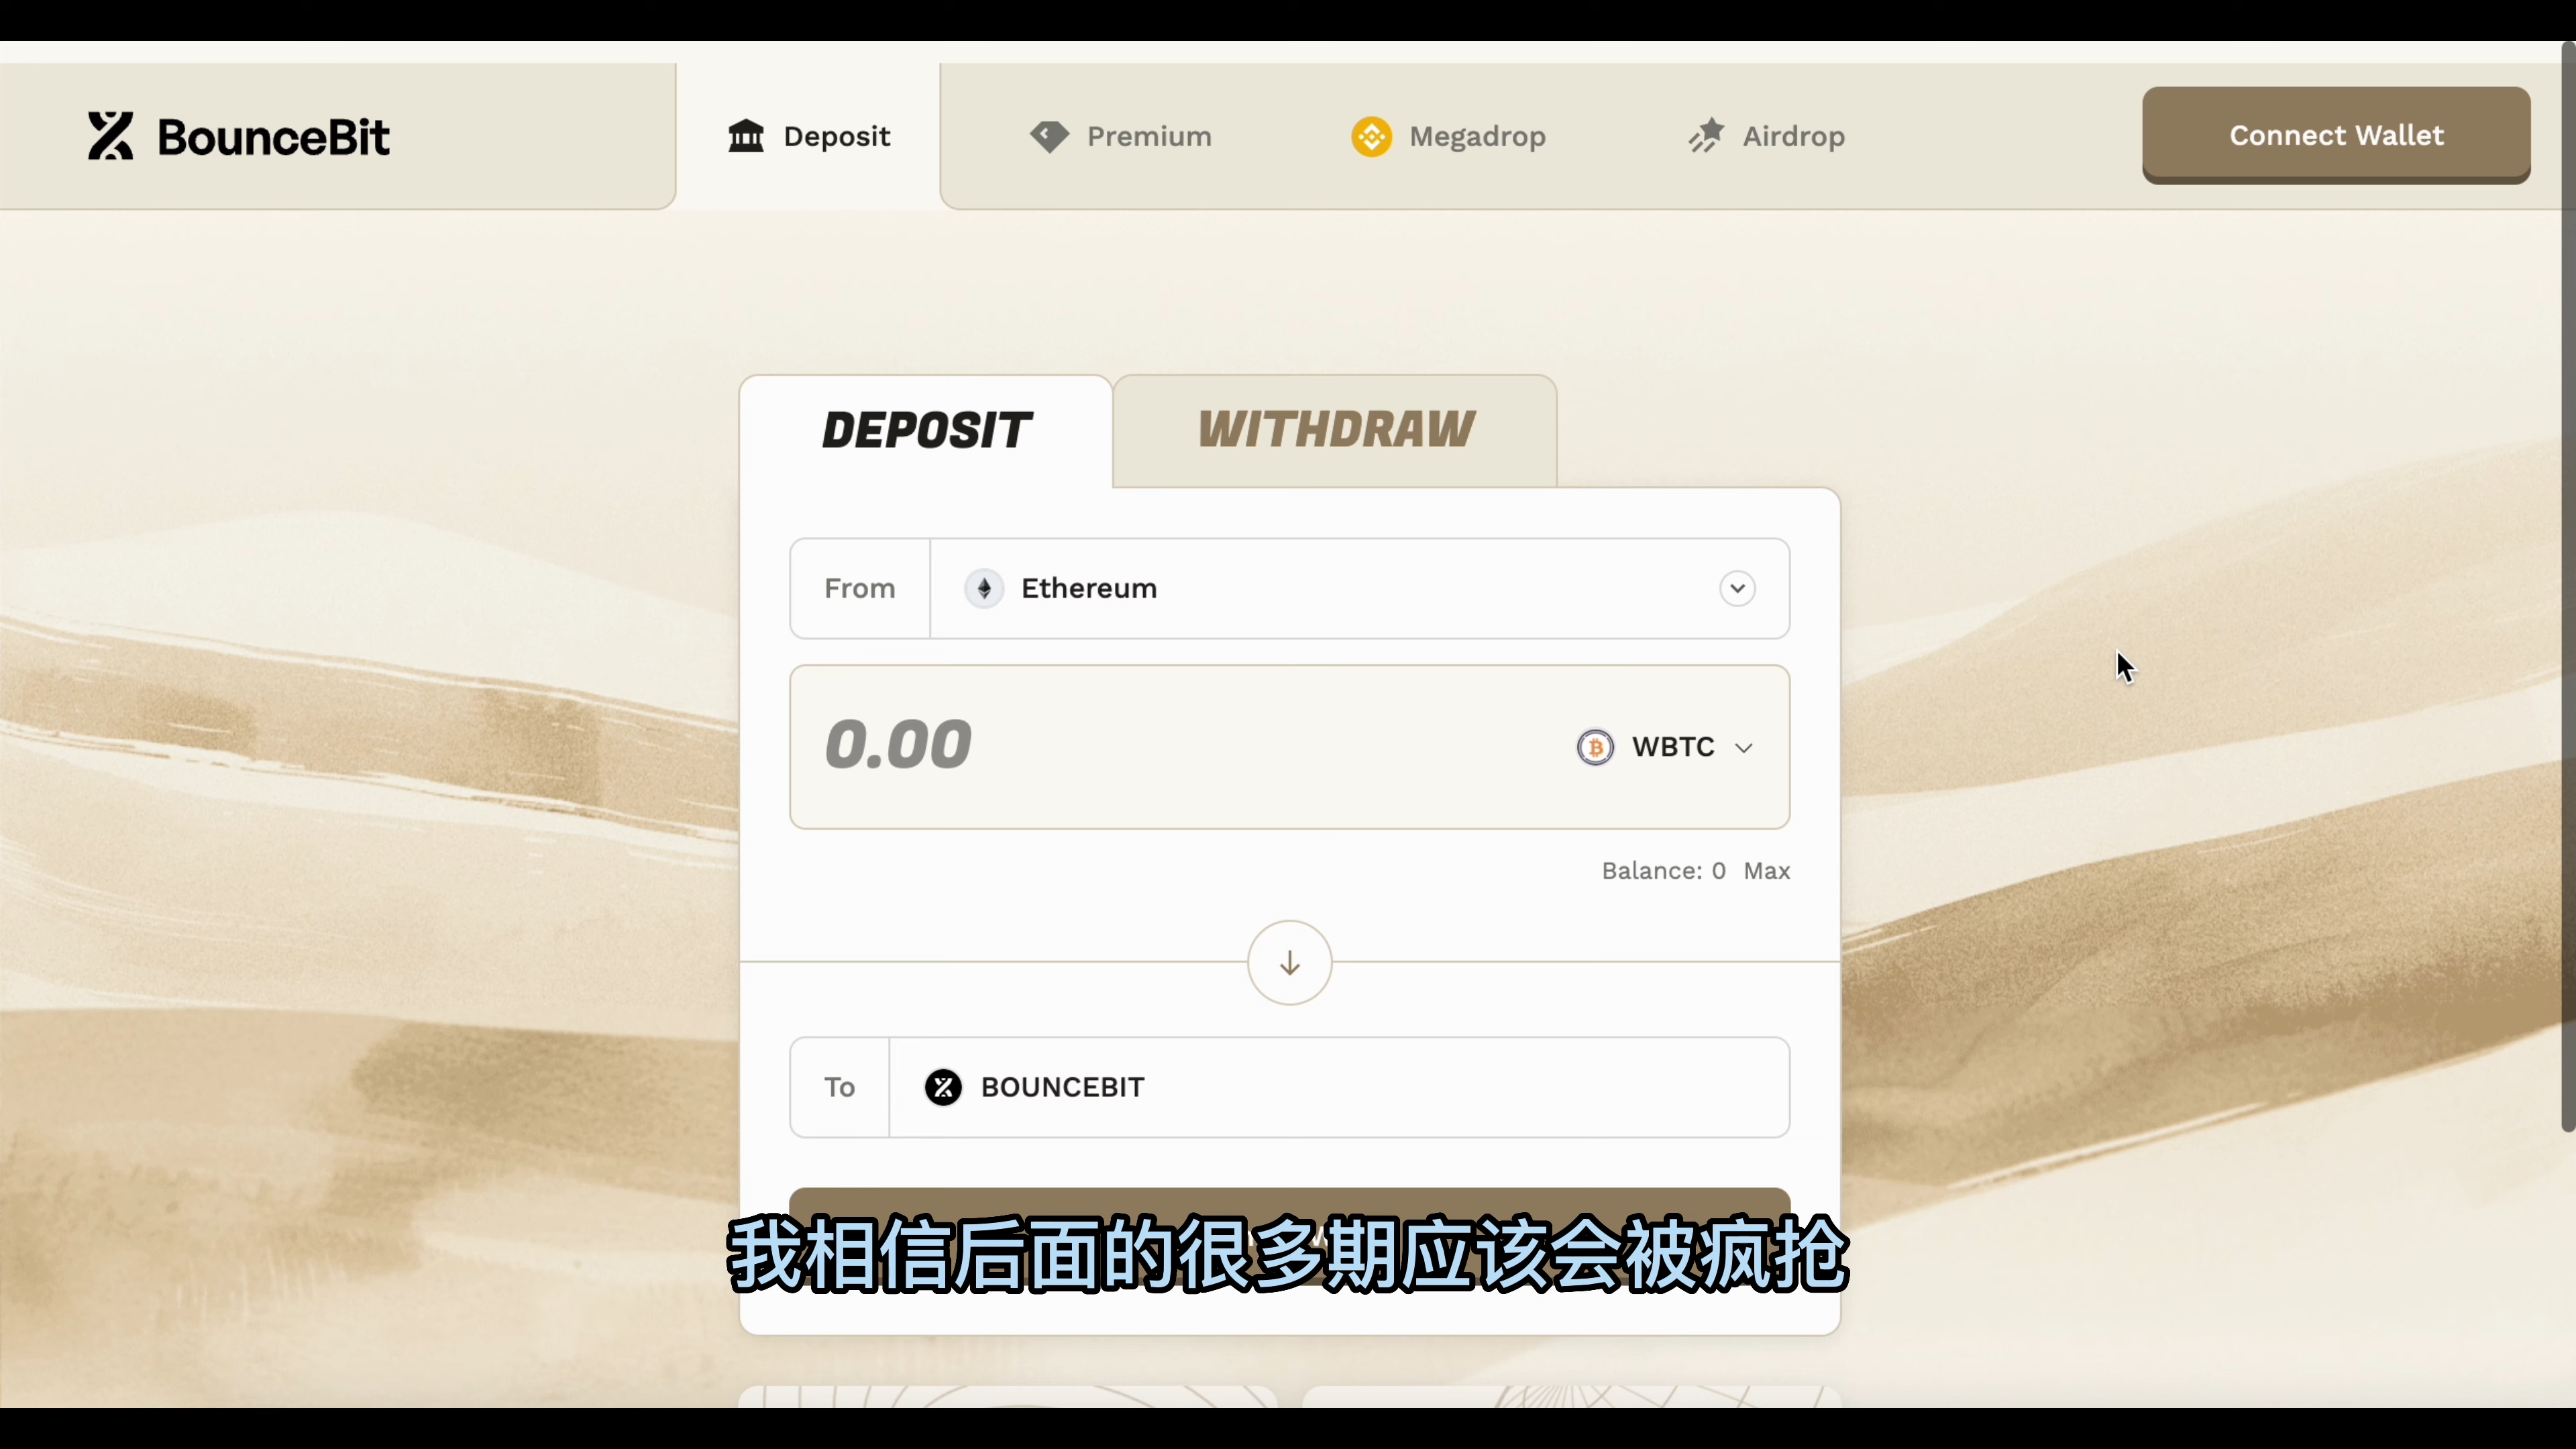 BounceBit
Deposit
Premium
Megadrop
Airdrop
Connect Wallet
DEPOSIT
WITHDRAW
From
Ethereum
0.00
WBTC
Balance: 0 Max
To
BOUNCEBIT
我相信后面的很多期应该会被疯抢